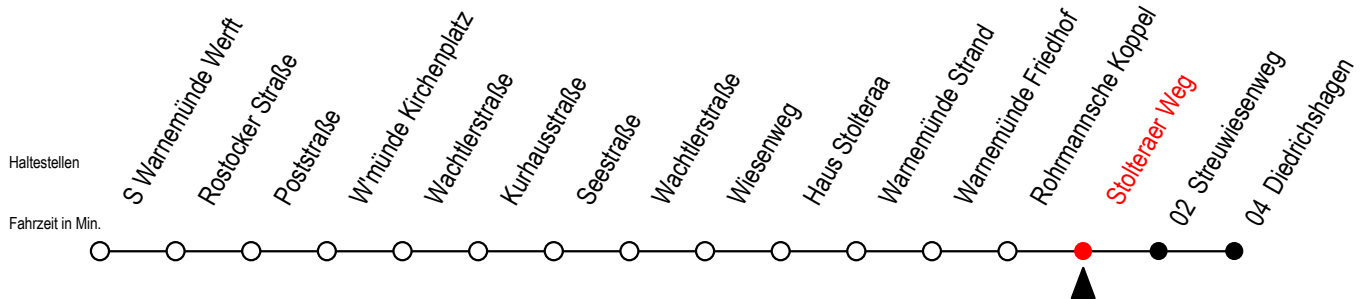 S Warnemünde Werft
Rostocker Straße
Poststraße
W'münde Kirchenplatz
Wachtlerstraße
Kurhausstraße
Seestraße
Wachtlerstraße
Wiesenweg
Haus Stolteraa
Warnemünde Strand
Warnemünde Friedhof
Rohrmannsche Koppel
Stolteraer Weg
02 Streuwiesenweg
04 Diedrichshagen
Haltestellen
Fahrzeit in Min.